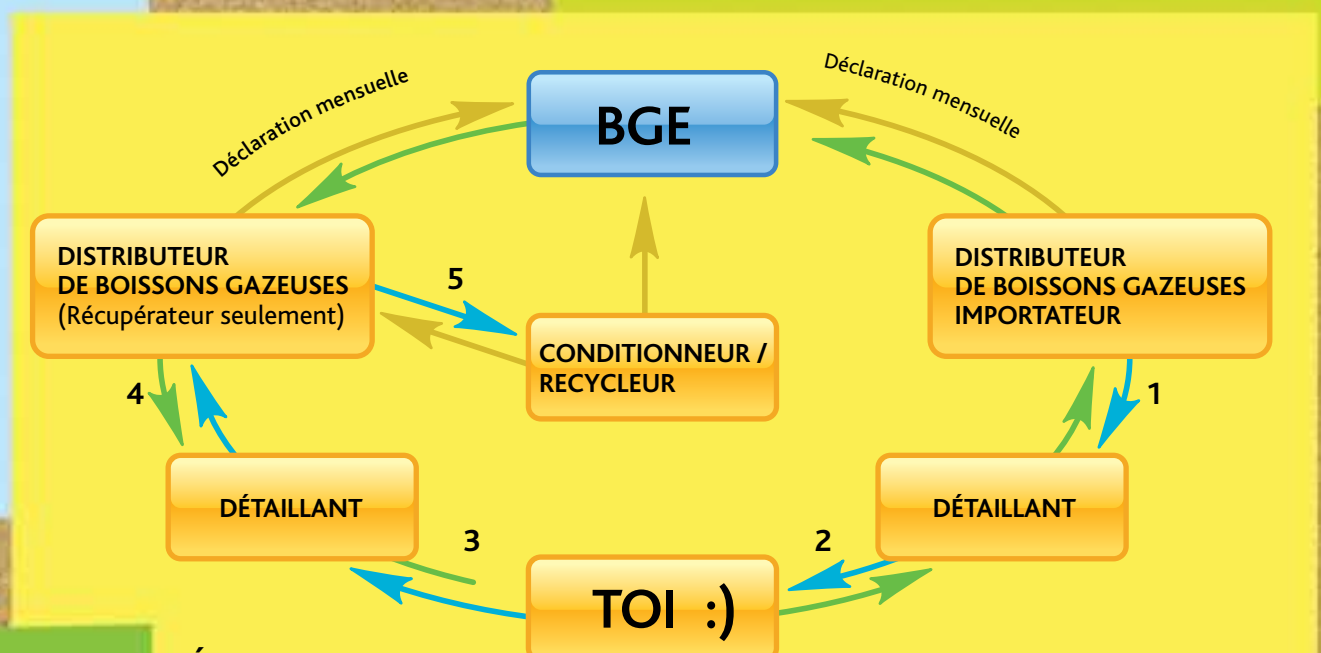 Déclaration mensuelle
BGE
Déclaration mensuelle
DISTRIBUTEUR
DE BOISSONS GAZEUSES
(Récupérateur seulement)
5
CONDITIONNEUR /
RECYCLEUR
DISTRIBUTEUR
DE BOISSONS GAZEUSES
IMPORTATEUR
4
1
DÉTAILLANT
DÉTAILLANT
3
2
TOI :)